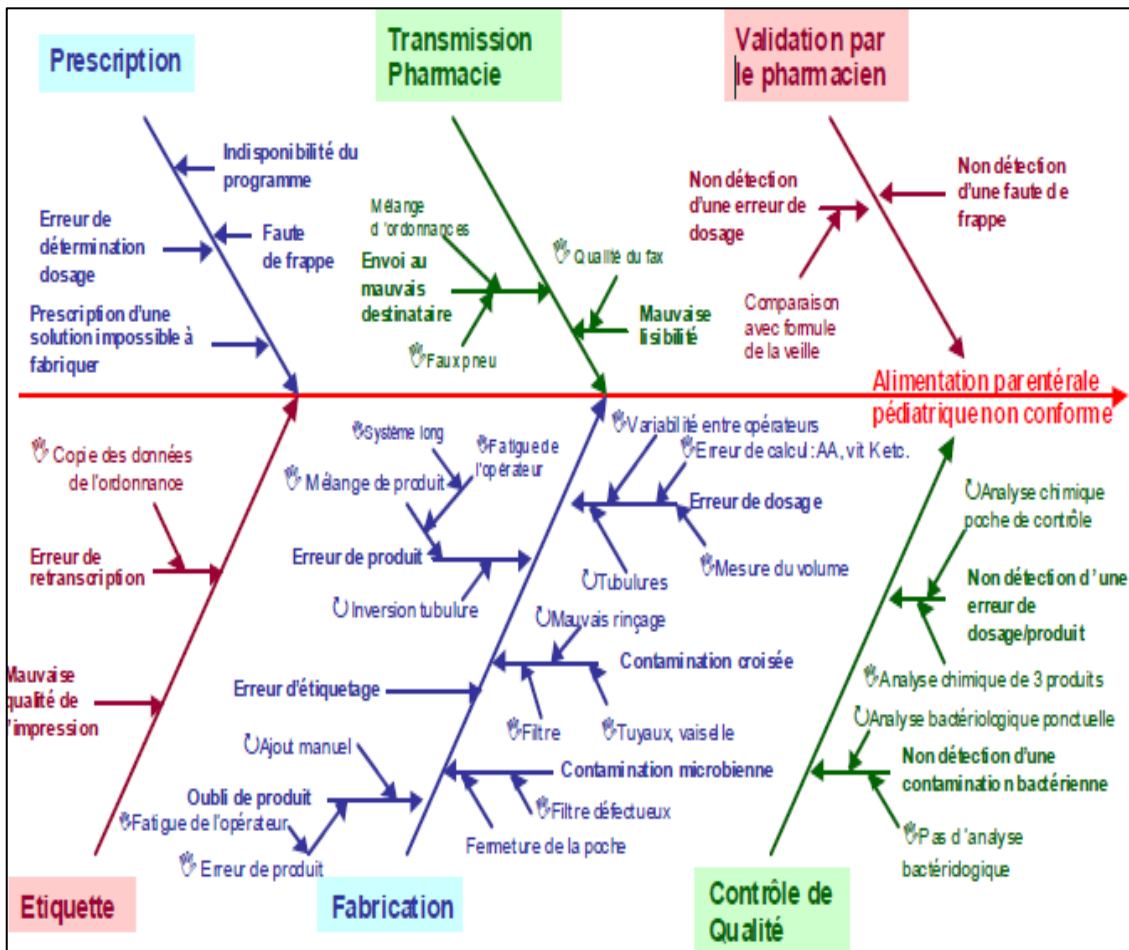 Prescription
Transmission
Pharmacie
Validation par
le pharmacien
Indisponibilité du
programme
Erreur de
détermination
dosage
Faute
de frappe
Prescription d'une
solution impossible à
fabriquer
Mélange
d 'ordonnances
Envoi au
mauvais
destinataire
Faux pneu
Qualité du fax
Mauvaise
lisibilité
Non détection
d'une erreur de
dosage
Non détection
d'une faute de
frappe
Comparaison
avec formule
de la veille
Alimentation parentérale
pédiatrique non conforme
Copie des données
de l'ordonnance
Erreur de
retranscription
Mauvaise
qualité de
l'impression
Système long
Fatigue de
l'opérateur
Mélange de produit
Erreur de produit
Inversion tubulure
Variabilité entre opérateurs
Erreur de calcul : AA, vit K etc.
Erreur de dosage
Tubulures
Mesure du volume
Mauvais rinçage
Contamination croisée
Erreur d'étiquetage
Filtre
Tuyaux, vaiselle
Ajout manuel
Contamination microbienne
Oubli de produit
Fatigue de l'opérateur
Erreur de produit
Filtre défectueux
Fermeture de la poche
Analyse chimique
poche de contrôle
Non détection d' une
erreur de
dosage/produit
Analyse chimique de 3 produits
Analyse bactériologique ponctuelle
Non détection d'une
contamination bactérienne
Pas d 'analyse
bactéridogique
Etiquette
Fabrication
Contrôle de
Qualité